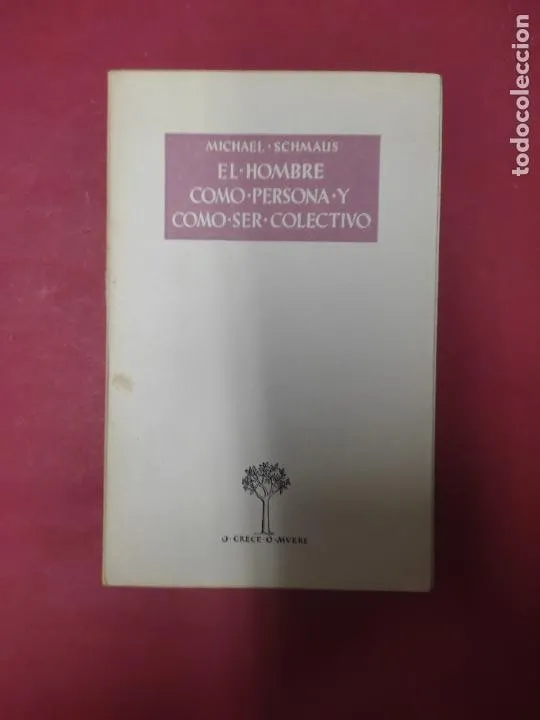 MICHAEL · SCHMAUS
EL · HOMBRE
COMO · PERSONA · Y
COMO · SER · COLECTIVO
O · CRECE · O · MVERE
todocoleccion